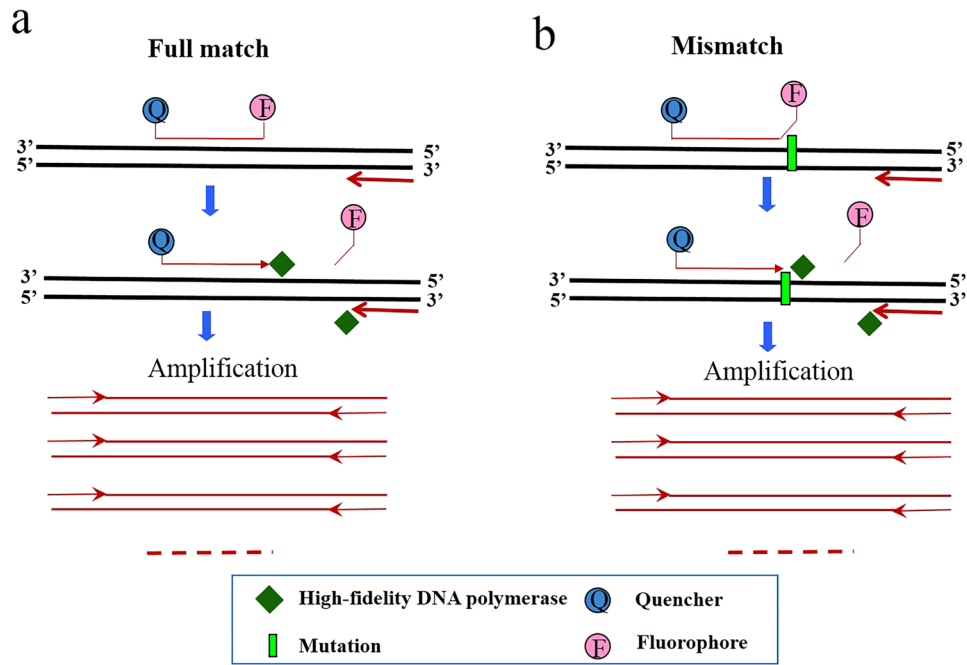 a
Full match
Q
F
3’
5’
5’
3’
Q
F
3’
5’
5’
3’
Amplification
b
Mismatch
Q
F
3’
5’
5’
3’
Q
F
3’
5’
5’
3’
Amplification
High-fidelity DNA polymerase
Q
Quencher
Mutation
F
Fluorophore